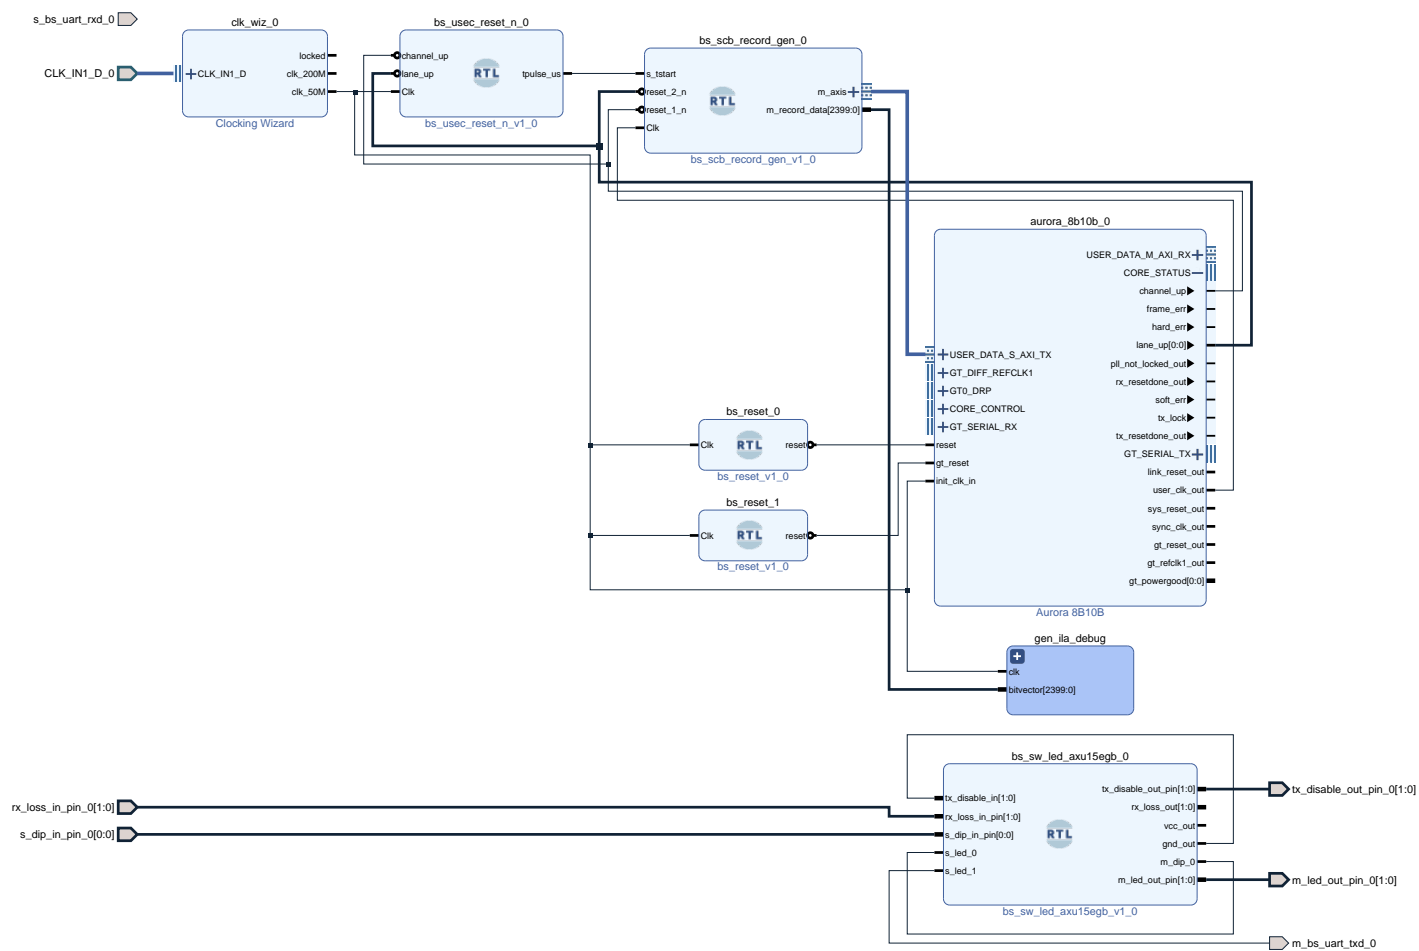 s_bs_uart_rxd_0
CLK_IN1_D_0
clk_wiz_0
CLK_IN1_D
locked
clk_200M
clk_50M
Clocking Wizard
bs_usec_reset_n_0
channel_up
lane_up
Clk
RTL
tpulse_us
bs_usec_reset_n_v1_0
bs_scb_record_gen_0
s_tstart
reset_2_n
reset_1_n
Clk
RTL
m_axis
m_record_data[2399:0]
bs_scb_record_gen_v1_0
aurora_8b10b_0
USER_DATA_S_AXI_TX
GT_DIFF_REFCLK1
GT0_DRP
CORE_CONTROL
GT_SERIAL_RX
reset
gt_reset
init_clk_in
USER_DATA_M_AXI_RX
CORE_STATUS
channel_up
frame_err
hard_err
lane_up[0:0]
pll_not_locked_out
rx_resetdone_out
soft_err
tx_lock
tx_resetdone_out
GT_SERIAL_TX
link_reset_out
user_clk_out
sys_reset_out
sync_clk_out
gt_reset_out
gt_refclk1_out
gt_powergood[0:0]
Aurora 8B10B
bs_reset_0
Clk
RTL
reset
bs_reset_v1_0
bs_reset_1
Clk
RTL
reset
bs_reset_v1_0
gen_ila_debug
clk
bitvector[2399:0]
rx_loss_in_pin_0[1:0]
s_dip_in_pin_0[0:0]
bs_sw_led_axu15egb_0
tx_disable_in[1:0]
rx_loss_in_pin[1:0]
s_dip_in_pin[0:0]
s_led_0
s_led_1
RTL
tx_disable_out_pin[1:0]
rx_loss_out[1:0]
vcc_out
gnd_out
m_dip_0
m_led_out_pin[1:0]
bs_sw_led_axu15egb_v1_0
tx_disable_out_pin_0[1:0]
m_led_out_pin_0[1:0]
m_bs_uart_txd_0